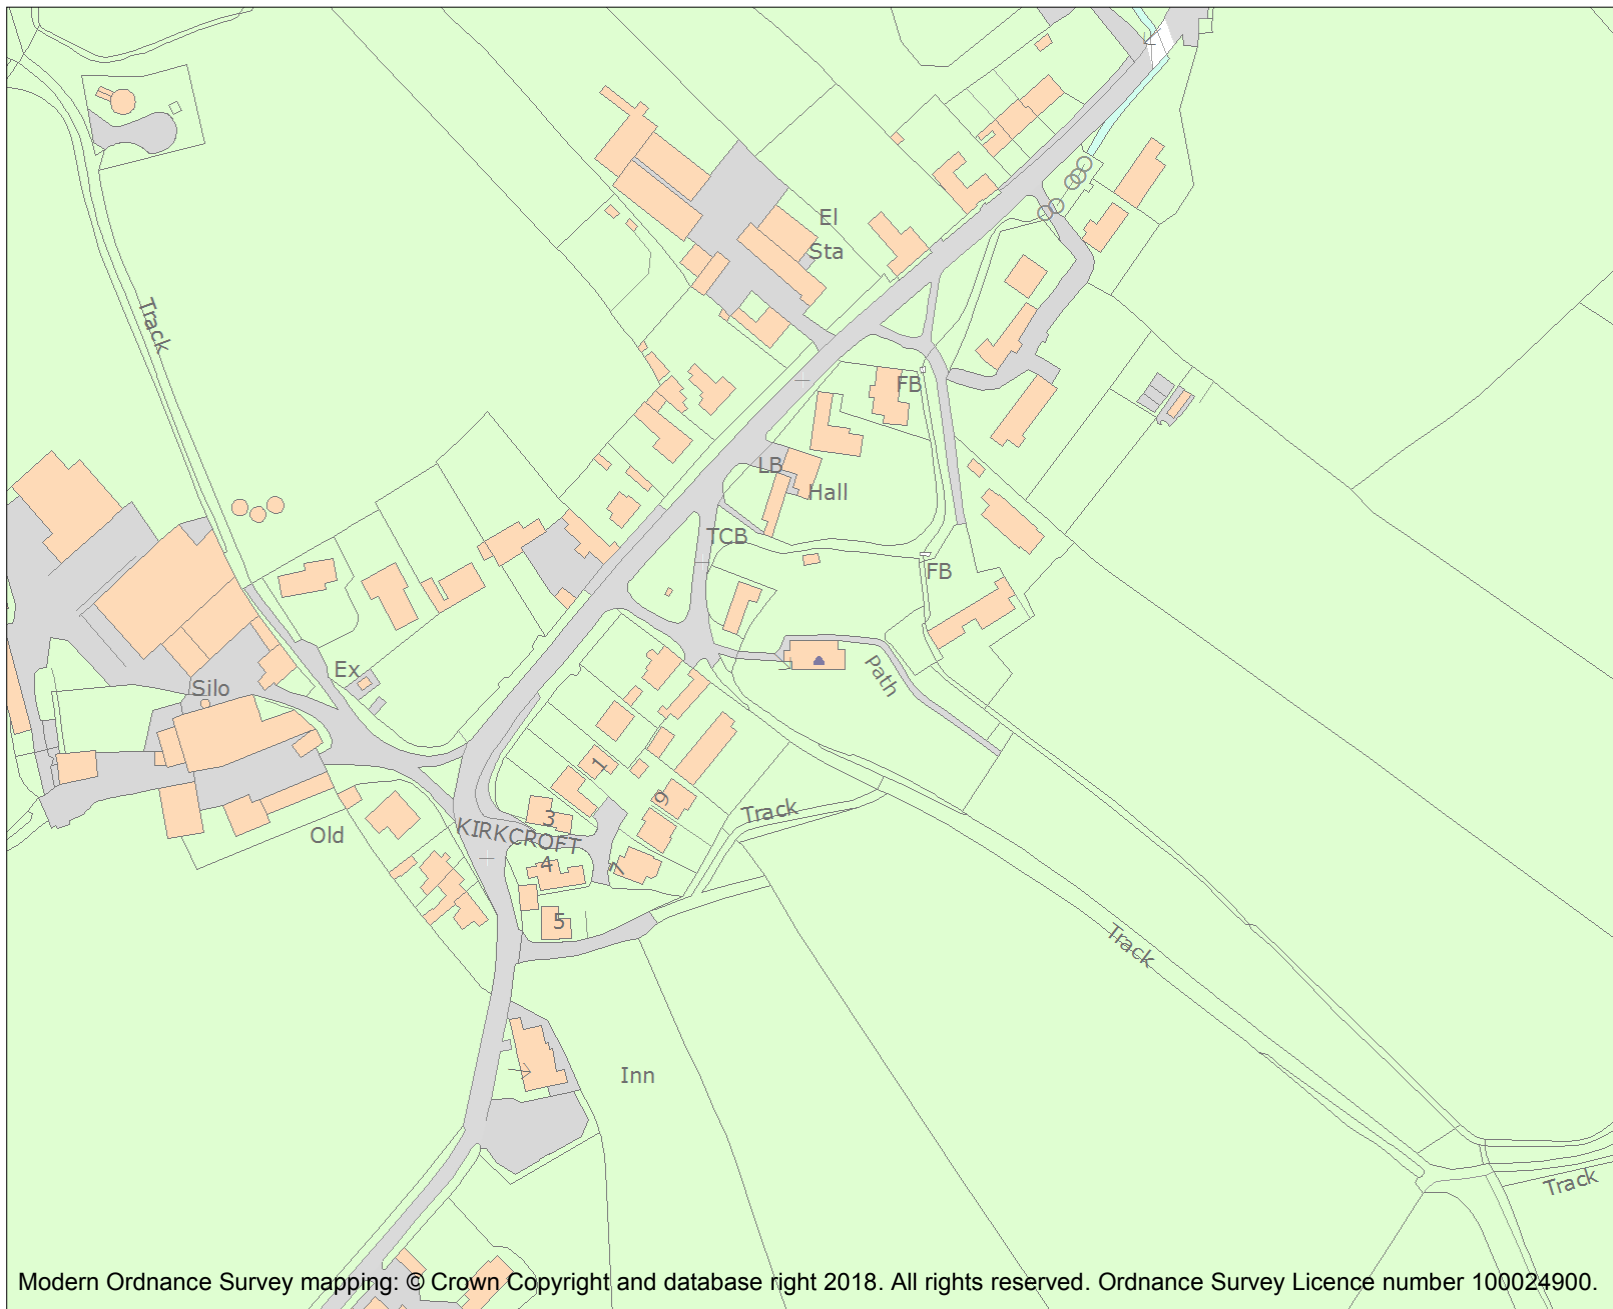 El
Sta
Track
FB
LB
Hall
TCB
FB
Ex
Silo
Path
1
9
3
Track
KIRKCROFT
Old
4
7
5
Track
Inn
Track
Modern Ordnance Survey mapping: © Crown Copyright and database right 2018. All rights reserved. Ordnance Survey Licence number 100024900.